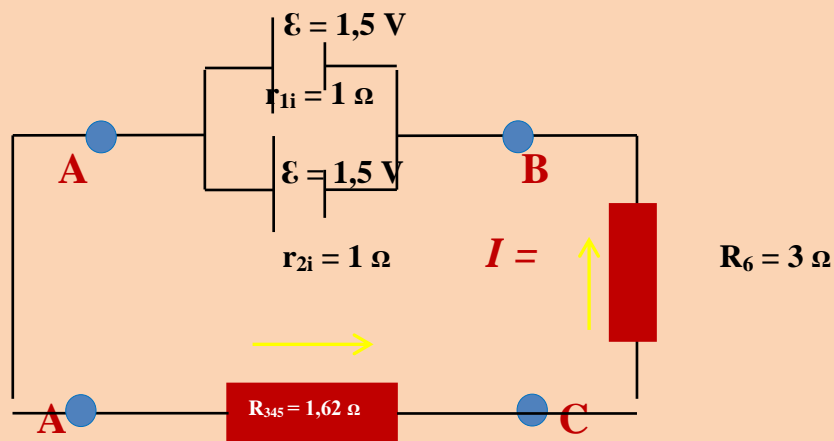 Ɛ = 1,5 V
r1i = 1 Ω
A
Ɛ = 1,5 V
B
r2i = 1 Ω
I =
R6 = 3 Ω
A
R345 = 1,62 Ω
C